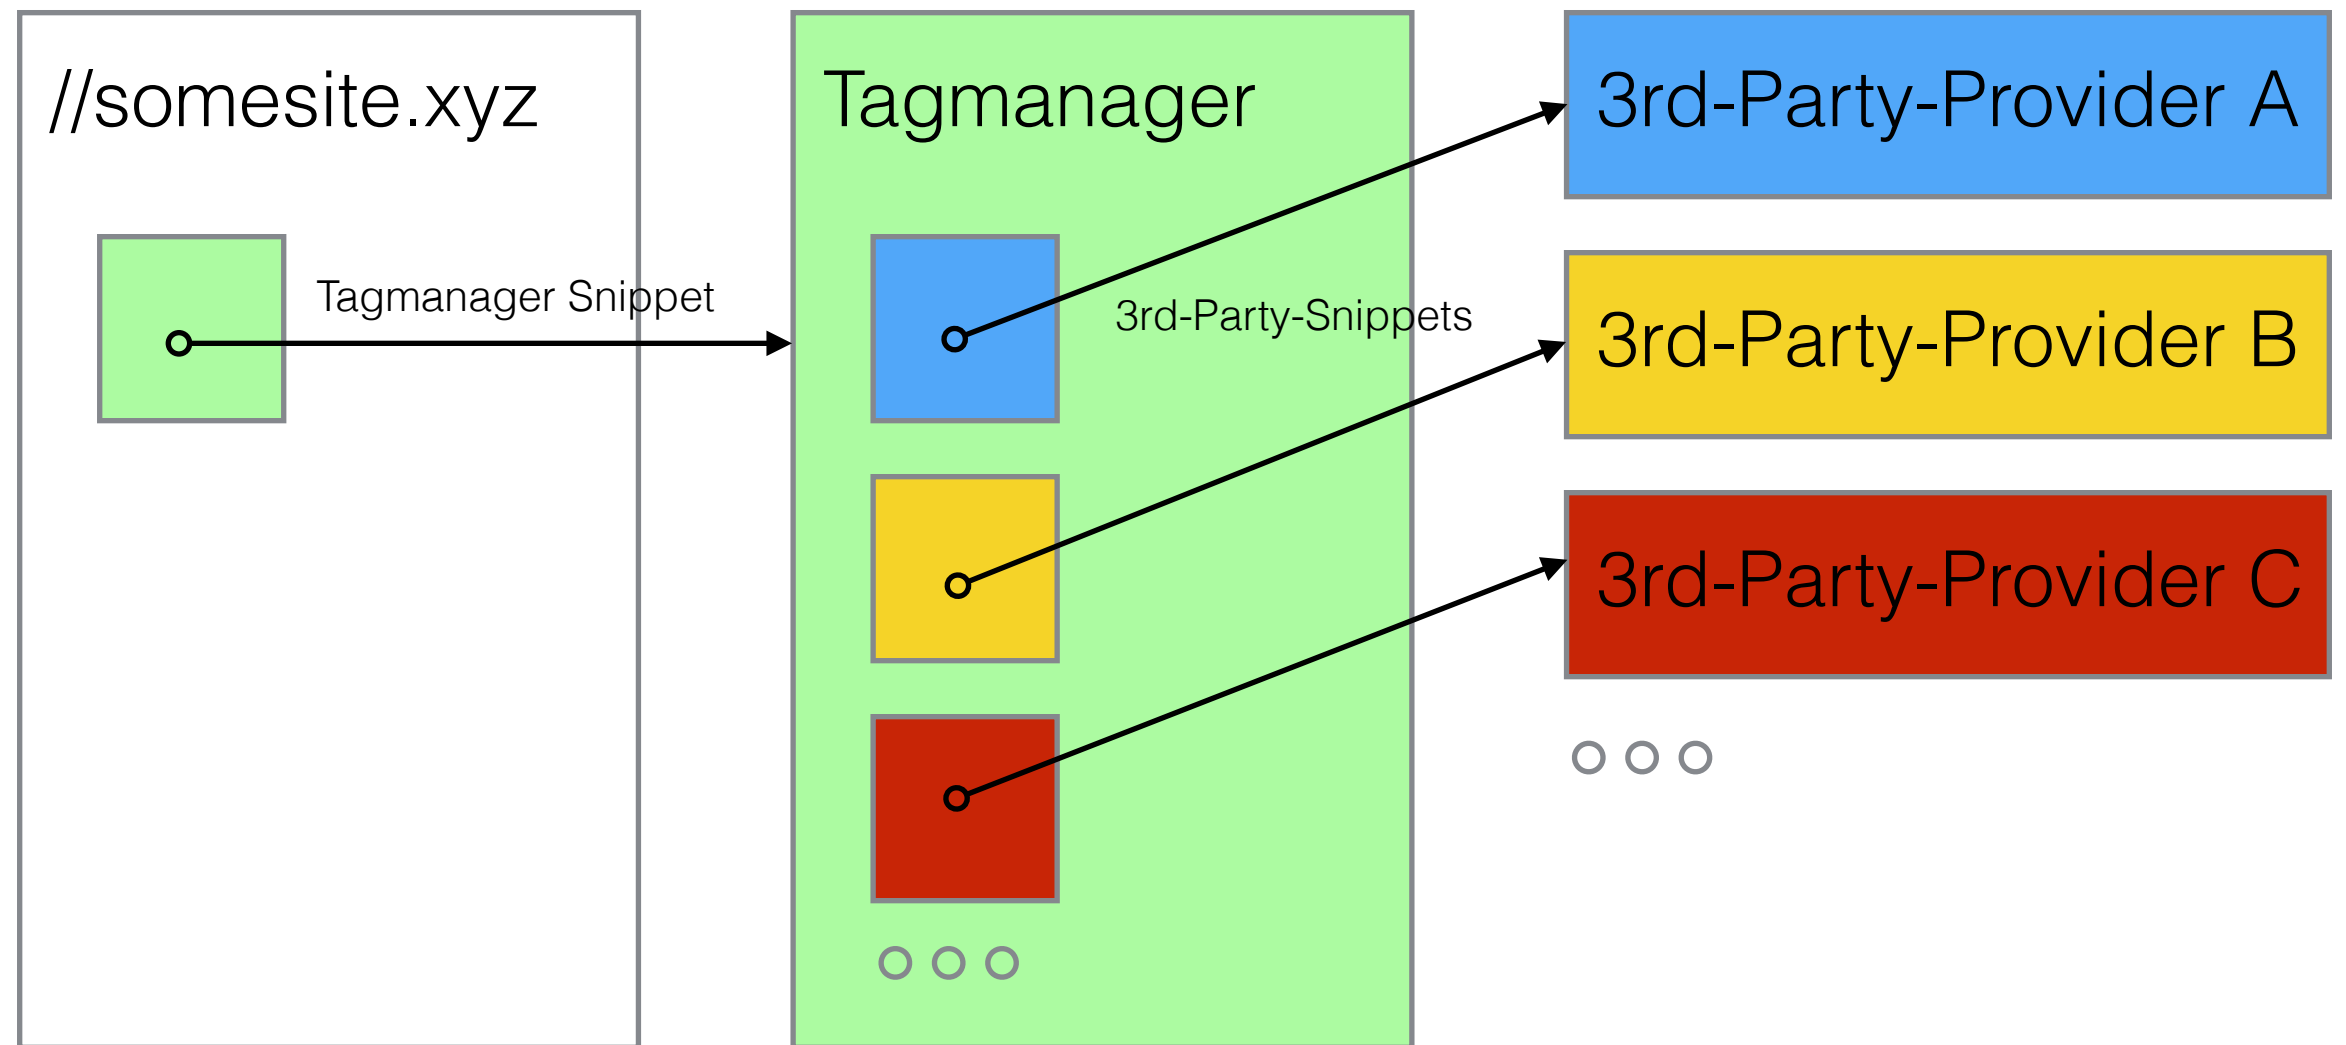 //somesite.xyz
Tagmanager Snippet
Tagmanager
3rd-Party-Snippets
3rd-Party-Provider A
3rd-Party-Provider B
3rd-Party-Provider C